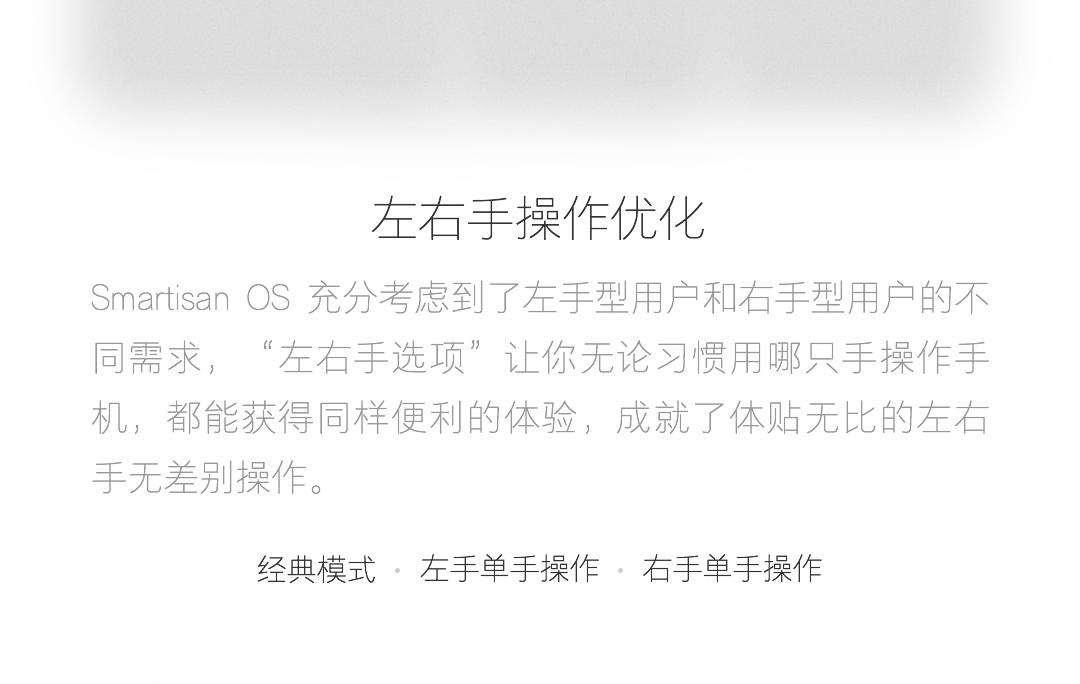 左右手操作优化
Smartisan OS 充分考虑到了左手型用户和右手型用户的不
同需求，“左右手选项”让你无论习惯用哪只手操作手
机，都能获得同样便利的体验，成就了体贴无比的左右
手无差别操作。
经典模式 · 左手单手操作 · 右手单手操作